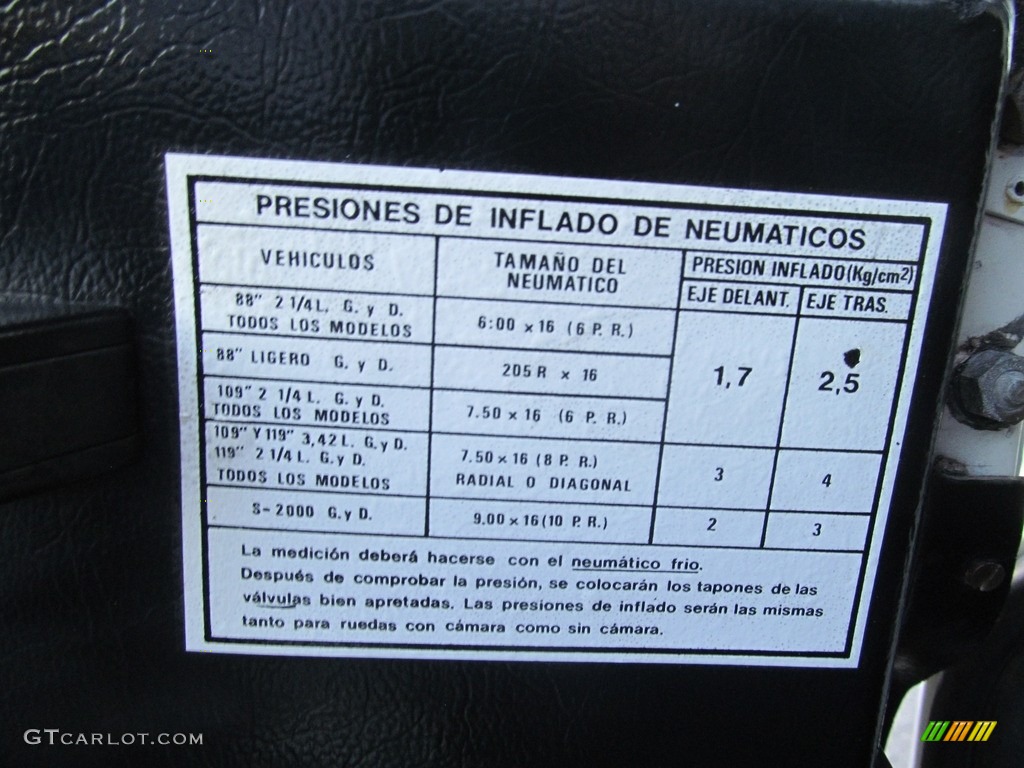 PRESIONES DE INFLADO DE NEUMATICOS
VEHICULOS
TAMAÑO DEL
NEUMATICO
PRESION INFLADO (Kg/cm²)
EJE DELANT.
EJE TRAS.
88" 2 1/4 L. G. y D.
TODOS LOS MODELOS
6:00 × 16 (6 P. R.)
88" LIGERO G. y D.
205 R × 16
109" 2 1/4 L. G. y D.
TODOS LOS MODELOS
7.50 × 16 (6 P. R.)
1,7
2,5
109" Y 119" 3,42 L. G. y D.
119" 2 1/4 L. G. y D.
TODOS LOS MODELOS
7.50 × 16 (8 P. R.)
RADIAL O DIAGONAL
3
4
S-2000 G. y D.
9.00 × 16 (10 P. R.)
2
3
La medición deberá hacerse con el neumático frio.
Después de comprobar la presión, se colocarán los tapones de las
válvulas bien apretadas. Las presiones de inflado serán las mismas
tanto para ruedas con cámara como sin cámara.
GTCARLOT.COM